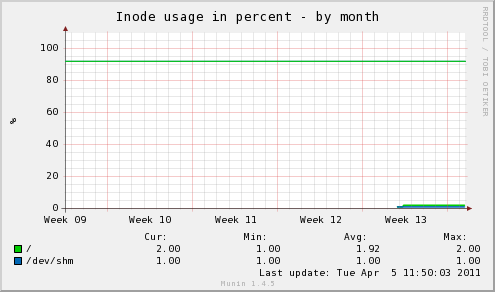 Inode usage in percent - by month
RRDTOOL / TOBI OETIKER
%
100
80
60
40
20
0
Week 09 Week 10 Week 11 Week 12 Week 13
Cur: Min: Avg: Max:
/ 2.00 1.00 1.92 2.00
/dev/shm 1.00 1.00 1.00 1.00
Last update: Tue Apr  5 11:50:03 2011
Munin 1.4.5